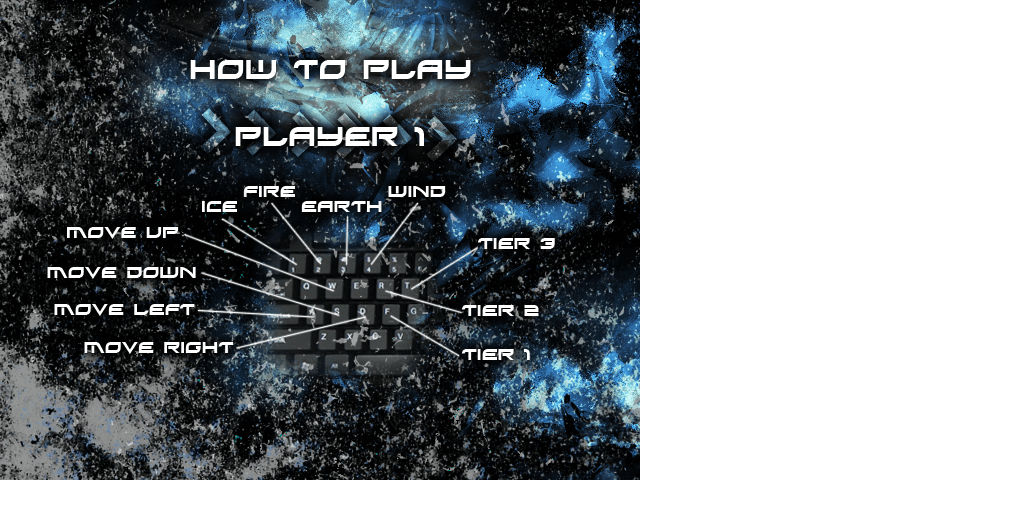 HOW TO PLAY
PLAYER 1
FIRE WIND
ICE EARTH
MOVE UP
TIER 3
MOVE DOWN
Q W E R T
MOVE LEFT
A S D F G
TIER 2
MOVE RIGHT
TIER 1